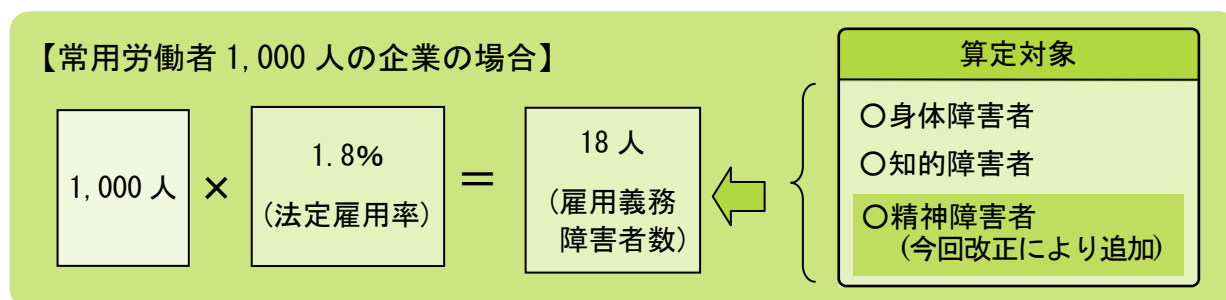 【常用労働者 1,000 人の企業の場合】
1,000 人
×
1.8%
(法定雇用率)
=
18 人
(雇用義務
障害者数)
算定対象
○身体障害者
○知的障害者
○精神障害者
(今回改正により追加)